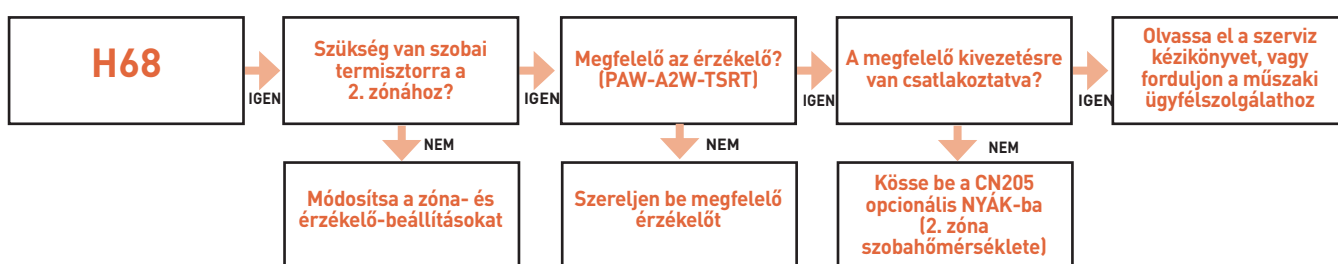 H68
IGEN
Szükség van szobai
termisztorra a
2. zónához?
IGEN
Megfelelő az érzékelő?
(PAW-A2W-TSRT)
IGEN
A megfelelő kivezetésre
van csatlakoztatva?
IGEN
Olvassa el a szerviz
kézikönyvet, vagy
forduljon a műszaki
ügyfélszolgálathoz
NEM
NEM
NEM
Módosítsa a zóna- és
érzékelő-beállításokat
Szereljen be megfelelő
érzékelőt
Kösse be a CN205
opcionális NYÁK-ba
(2. zóna
szobahőmérséklete)